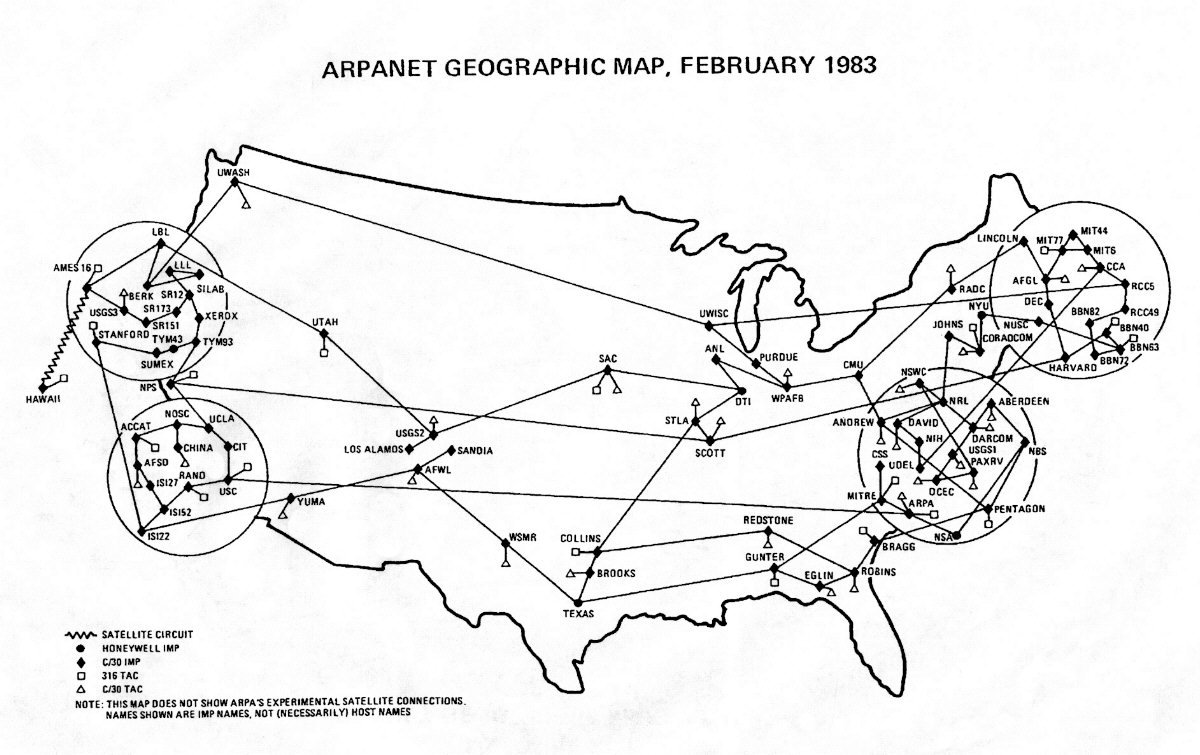 ARPANET GEOGRAPHIC MAP, FEBRUARY 1983
UWASH
LBL
AMES 16
LLL
SILAB
BERK
SR12
USGS3
SR173
SR151
XEROX
STANFORD
TYM43
TYM93
SUMEX
HAWAII
NPS
NOSC
UCLA
ACCAT
CHINA
CIT
AFSD
RAND
ISI27
USC
ISI52
ISI22
YUMA
UTAH
USGS2
LOS ALAMOS
SANDIA
AFWL
WSMR
SAC
UWISC
ANL
PURDUE
DTI
WPAFB
STLA
SCOTT
COLLINS
BROOKS
TEXAS
REDSTONE
GUNTER
EGLIN
ROBINS
BRAGG
LINCOLN
MIT44
MIT77
MIT6
CCA
AFGL
RCC5
DEC
RADC
NYU
NUSC
BBN82
RCC49
BBN40
BBN63
BBN72
HARVARD
JOHNS
CORADCOM
CMU
NSWC
NRL
ABERDEEN
ANDREW
DAVID
DARCOM
NIH
USGS1
NBS
CSS
UDEL
PAXRV
DCEC
MITRE
ARPA
PENTAGON
NSA
SATELLITE CIRCUIT
HONEYWELL IMP
C/30 IMP
316 TAC
C/30 TAC
NOTE: THIS MAP DOES NOT SHOW ARPA'S EXPERIMENTAL SATELLITE CONNECTIONS.
NAMES SHOWN ARE IMP NAMES, NOT (NECESSARILY) HOST NAMES